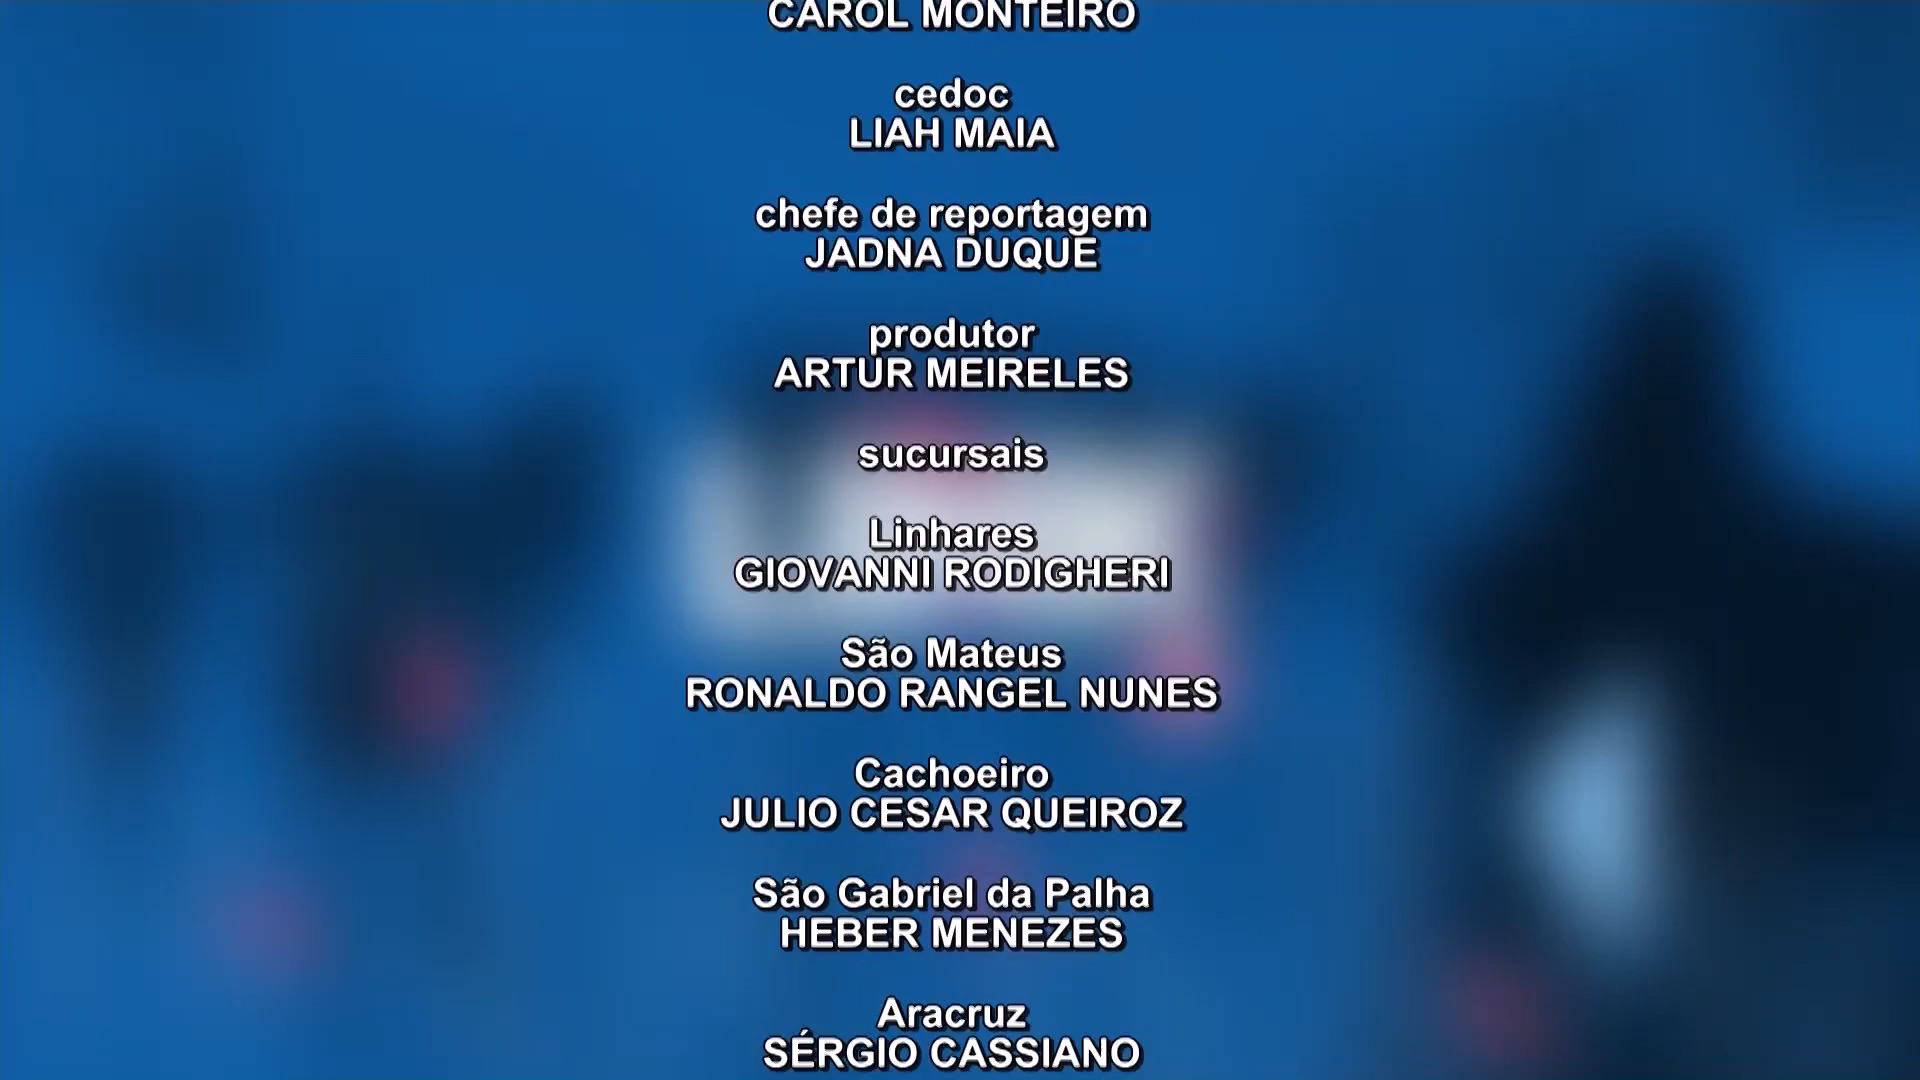 CAROL MONTEIRO
cedoc
LIAH MAIA
chefe de reportagem
JADNA DUQUE
produtor
ARTUR MEIRELES
sucursais
Linhares
GIOVANNI RODIGHERI
São Mateus
RONALDO RANGEL NUNES
Cachoeiro
JULIO CESAR QUEIROZ
São Gabriel da Palha
HEBER MENEZES
Aracruz
SÉRGIO CASSIANO